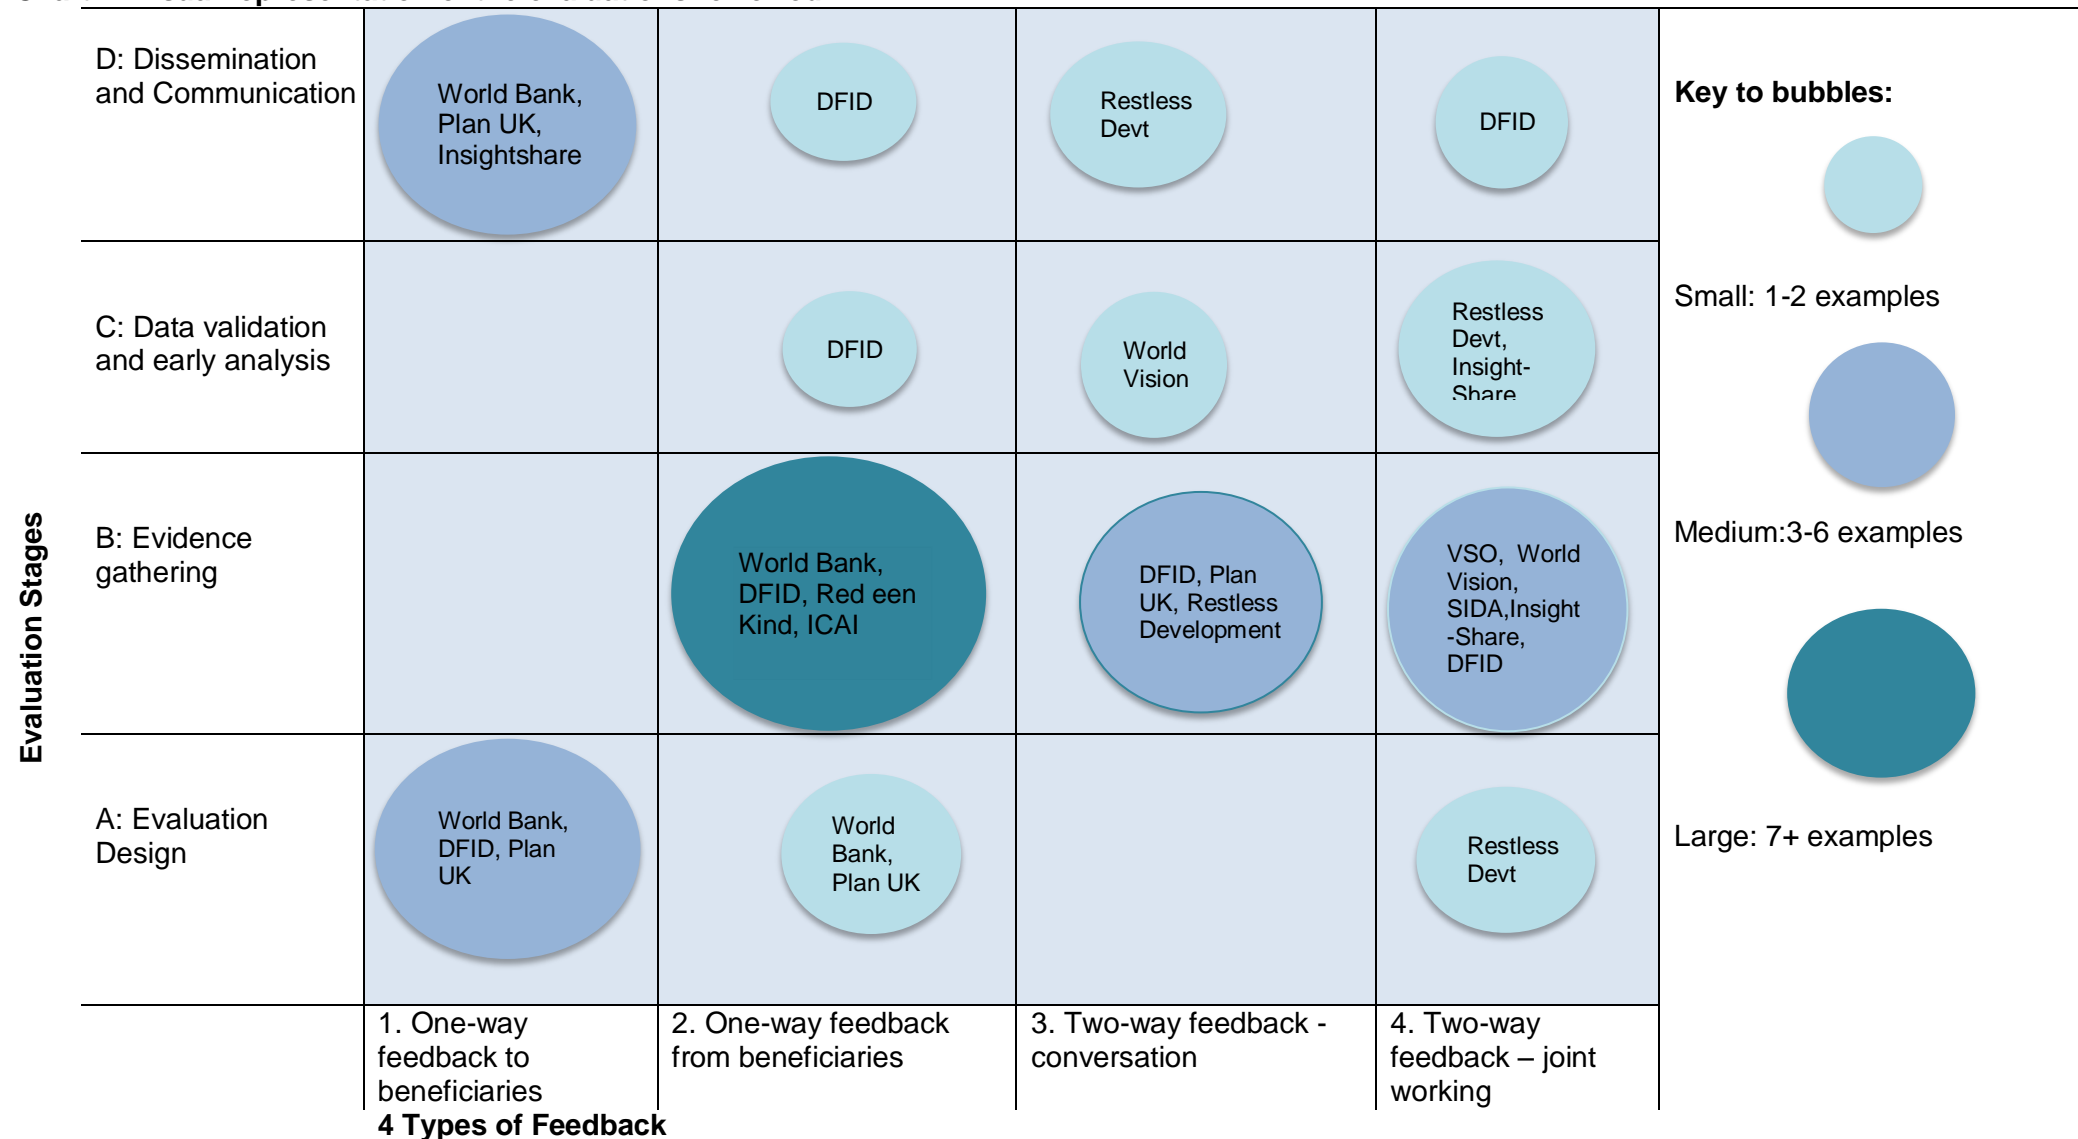 D: Dissemination
and Communication
World Bank,
Plan UK,
Insightshare
DFID
Restless
Devt
DFID
Key to bubbles:
Small: 1-2 examples
Medium:3-6 examples
Large: 7+ examples
C: Data validation
and early analysis
DFID
World
Vision
Restless
Devt,
Insight-
Share
Evaluation Stages
B: Evidence
gathering
World Bank,
DFID, Red een
Kind, ICAI
DFID, Plan
UK, Restless
Development
VSO, World
Vision,
SIDA,Insight
-Share,
DFID
A: Evaluation
Design
World Bank,
DFID, Plan
UK
World
Bank,
Plan UK
Restless
Devt
1. One-way
feedback to
beneficiaries
2. One-way feedback
from beneficiaries
3. Two-way feedback -
conversation
4. Two-way
feedback – joint
working
4 Types of Feedback